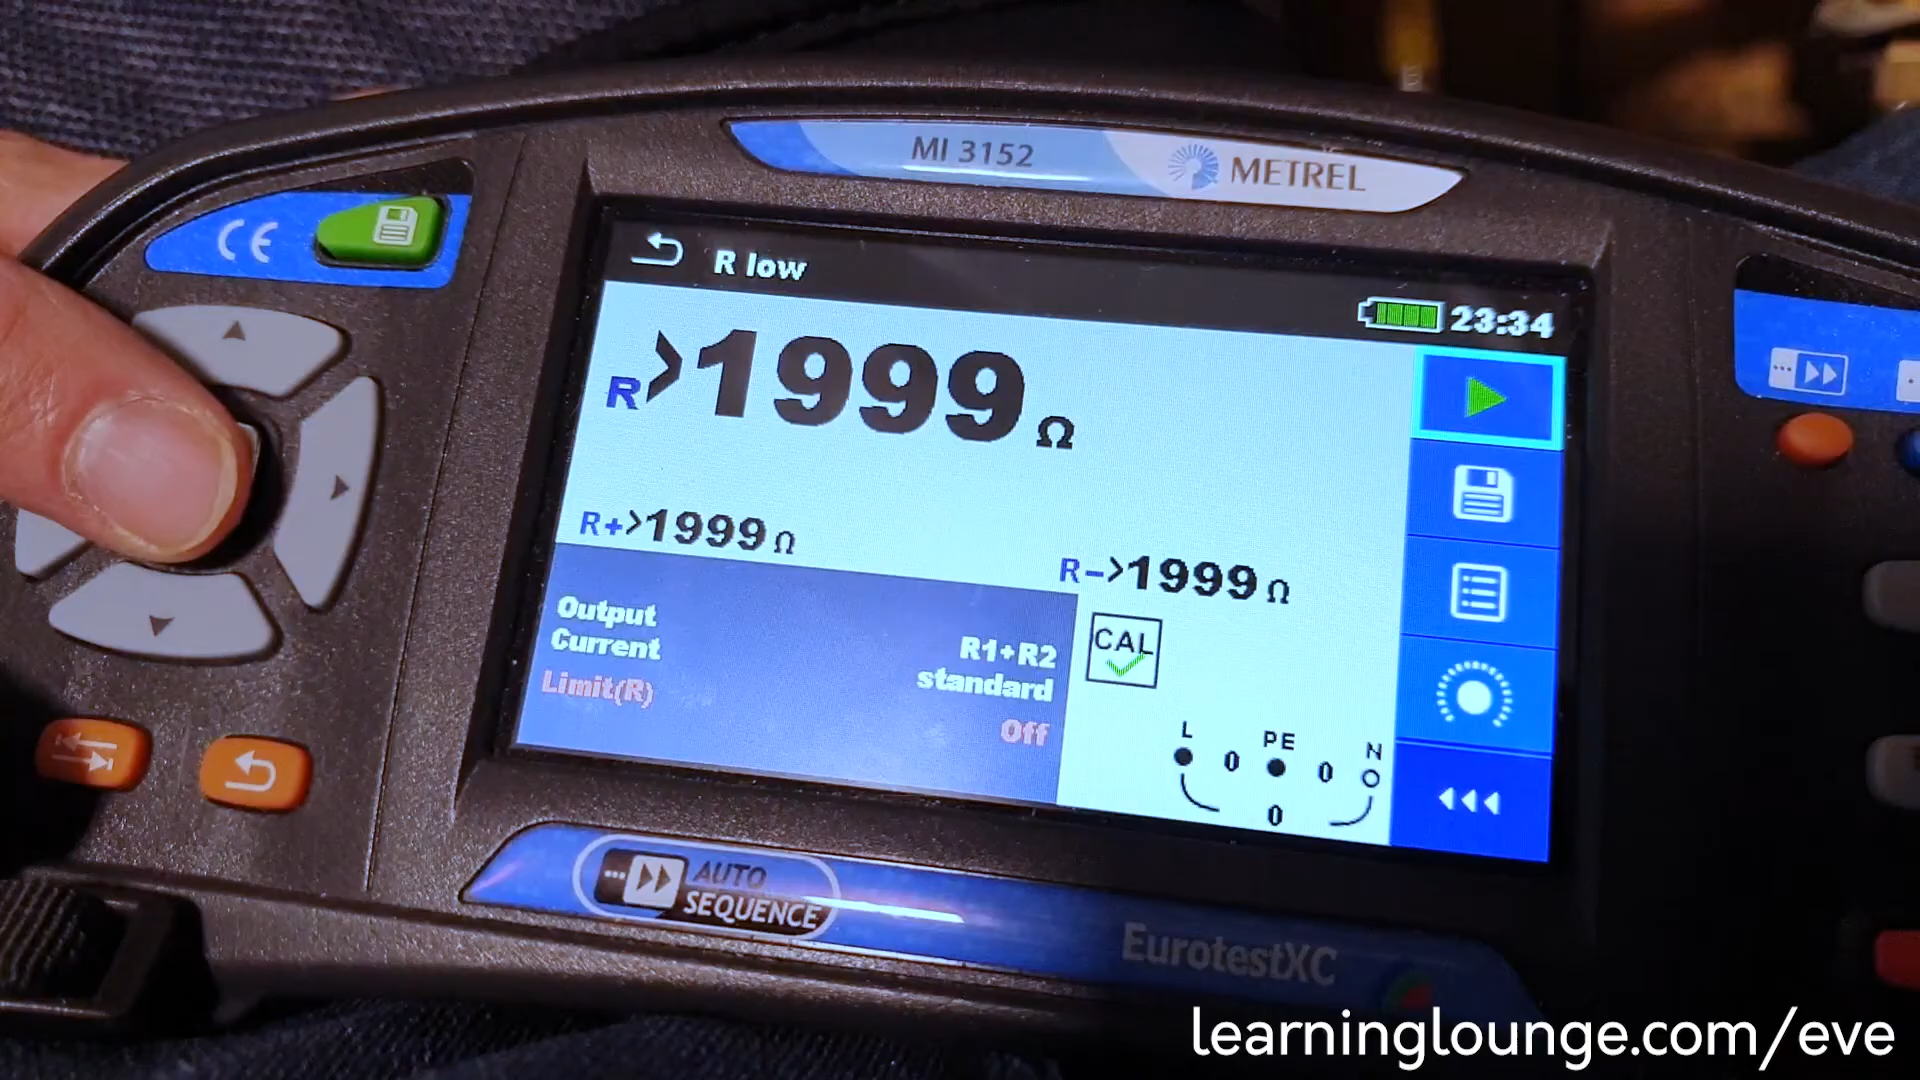 MI 3152
METREL
CE
R low
23:34
R >1999 Ω
R+>1999 Ω
R->1999 Ω
Output
R1+R2
Current
standard
Limit(R)
Off
CAL
L
PE
N
0
0
0
AUTO
SEQUENCE
EurotestXC
learninglounge.com/eve